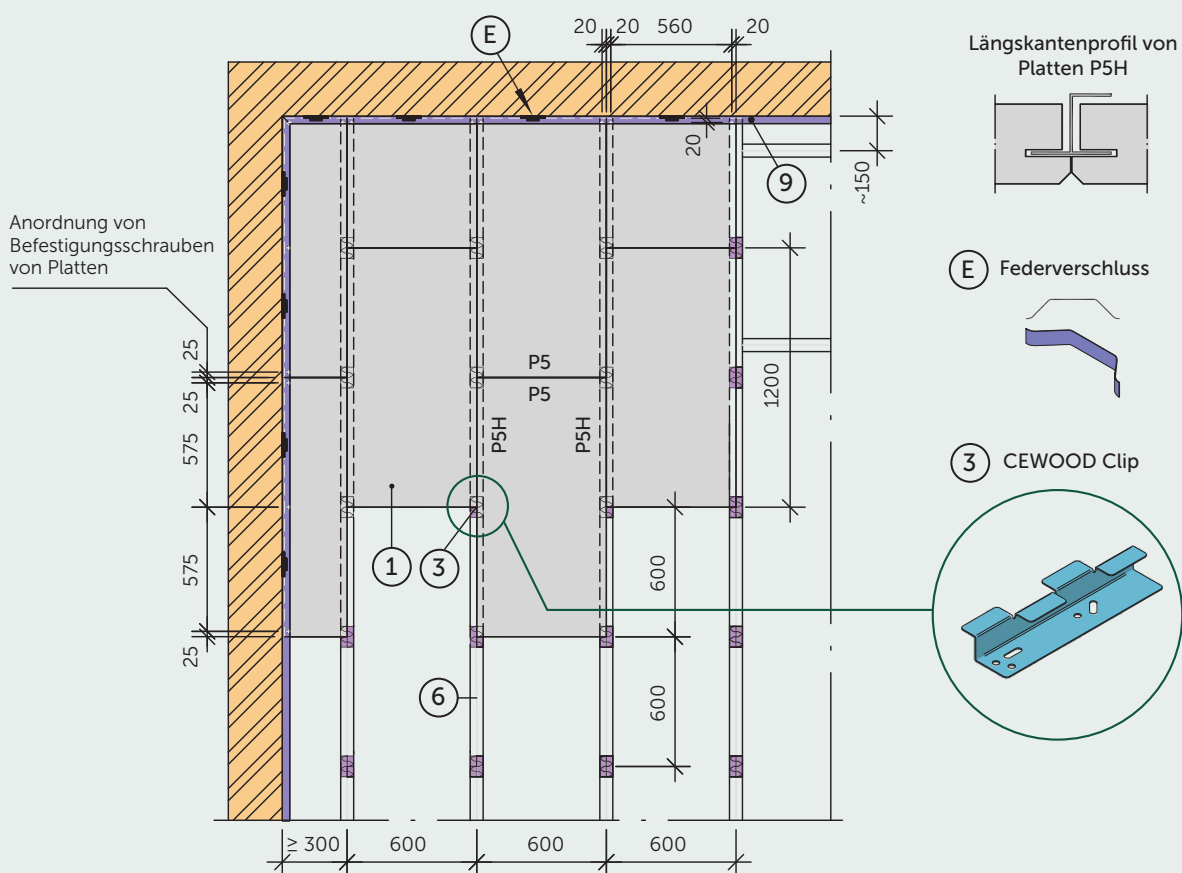 E
20 20 560 20
Längskantenprofil von
Platten P5H
20
9
~150
Anordnung von
Befestigungsschrauben
von Platten
E Federverschluss
25
25
575
575
25
P5
P5
P5H
P5H
1200
3 CEWOOD Clip
1
3
600
6
600
≥ 300 600 600 600